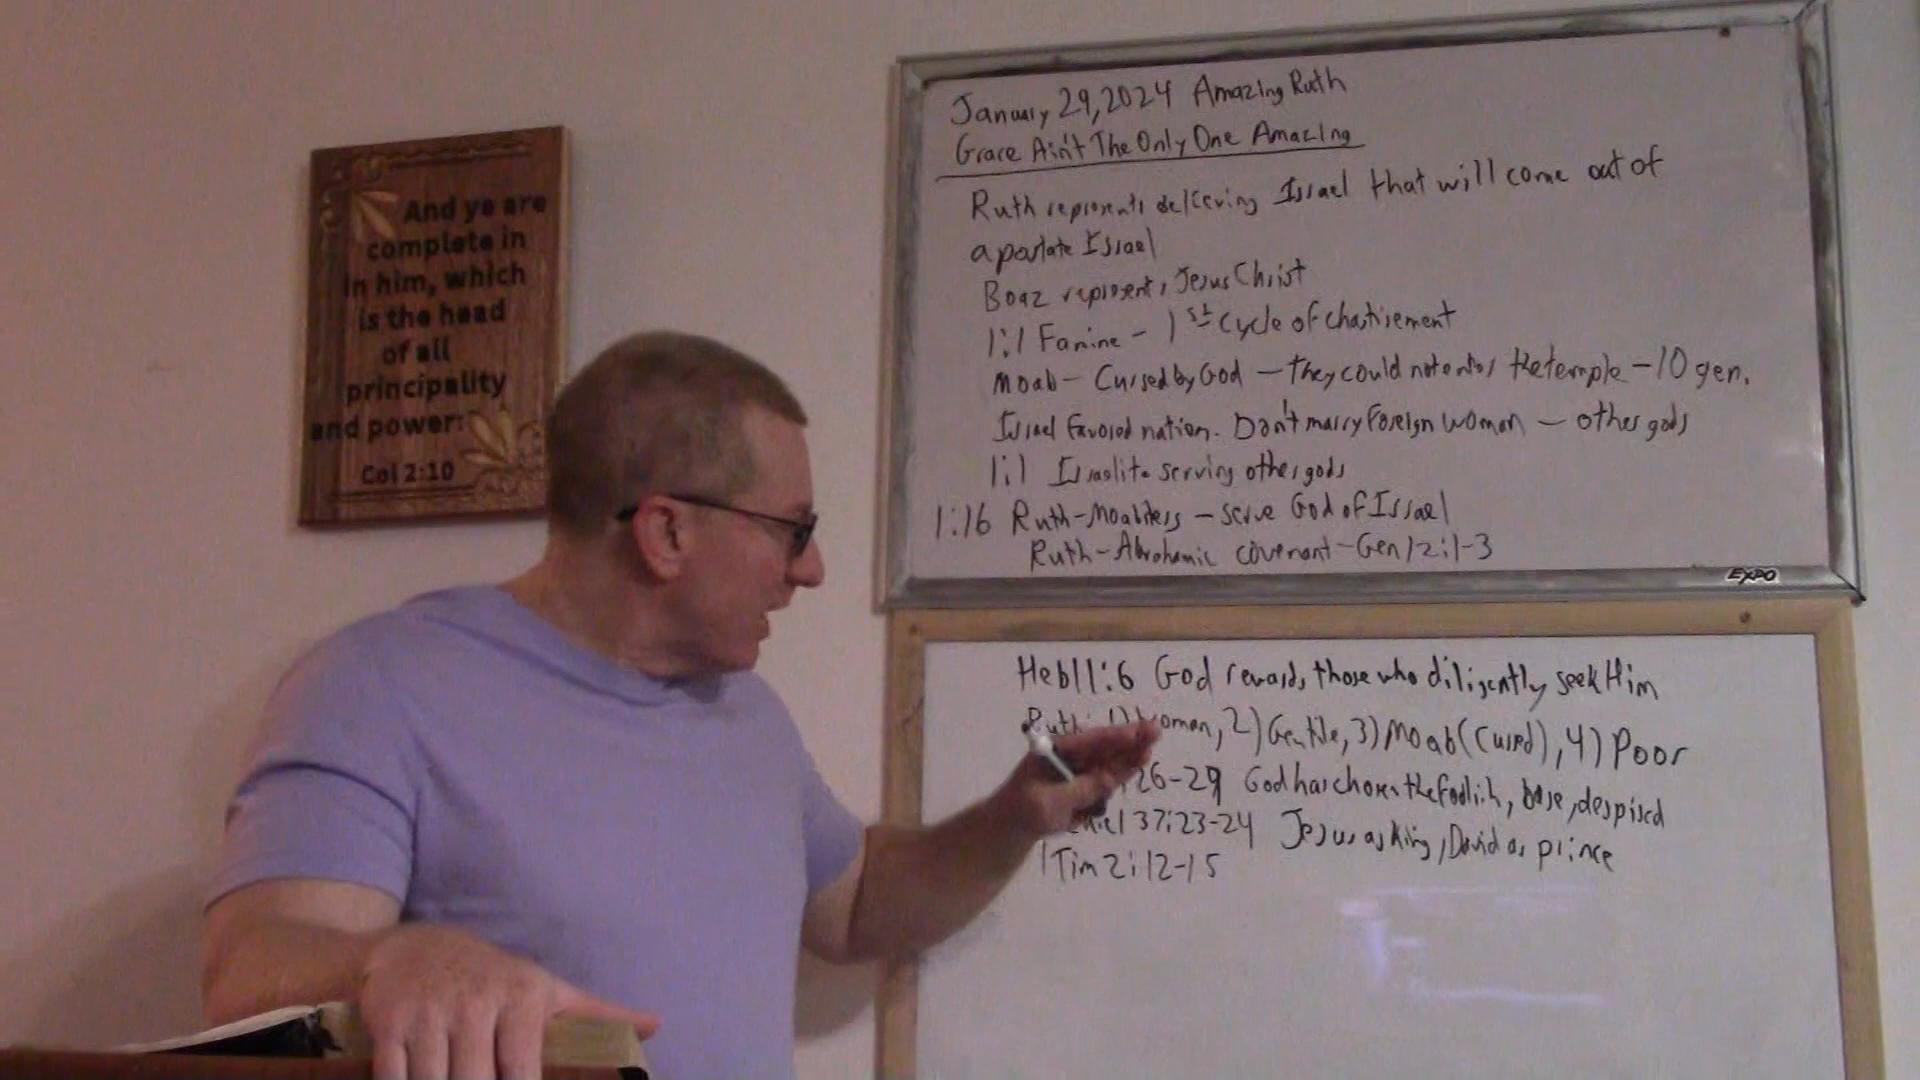 And ye are
complete in
in him, which
is the head
of all
principality
and power:
Col 2:10
January 29, 2024 Amazing Ruth
Grace Ain't The Only One Amazing
Ruth represents believing Israel that will come out of
apostate Israel
Boaz represents Jesus Christ
1:1 Famine - 1st Cycle of chastisement
Moab - Cursed by God - they could not enter the temple - 10 gen.
Israel favored nation. Don't marry foreign women - other gods
1:1 Israelite serving other gods
1:16 Ruth - Moabitess - serve God of Israel
Ruth - Abrahamic covenant - Gen 12:1-3
EXPO
Heb 11:6 God rewards those who diligently seek Him
Ruth 1) Woman, 2) Gentile, 3) Moab (cursed), 4) Poor
26-29 God has chosen the foolish, base, despised
37:23-24 Jesus as King, David as prince
1 Tim 2:12-15